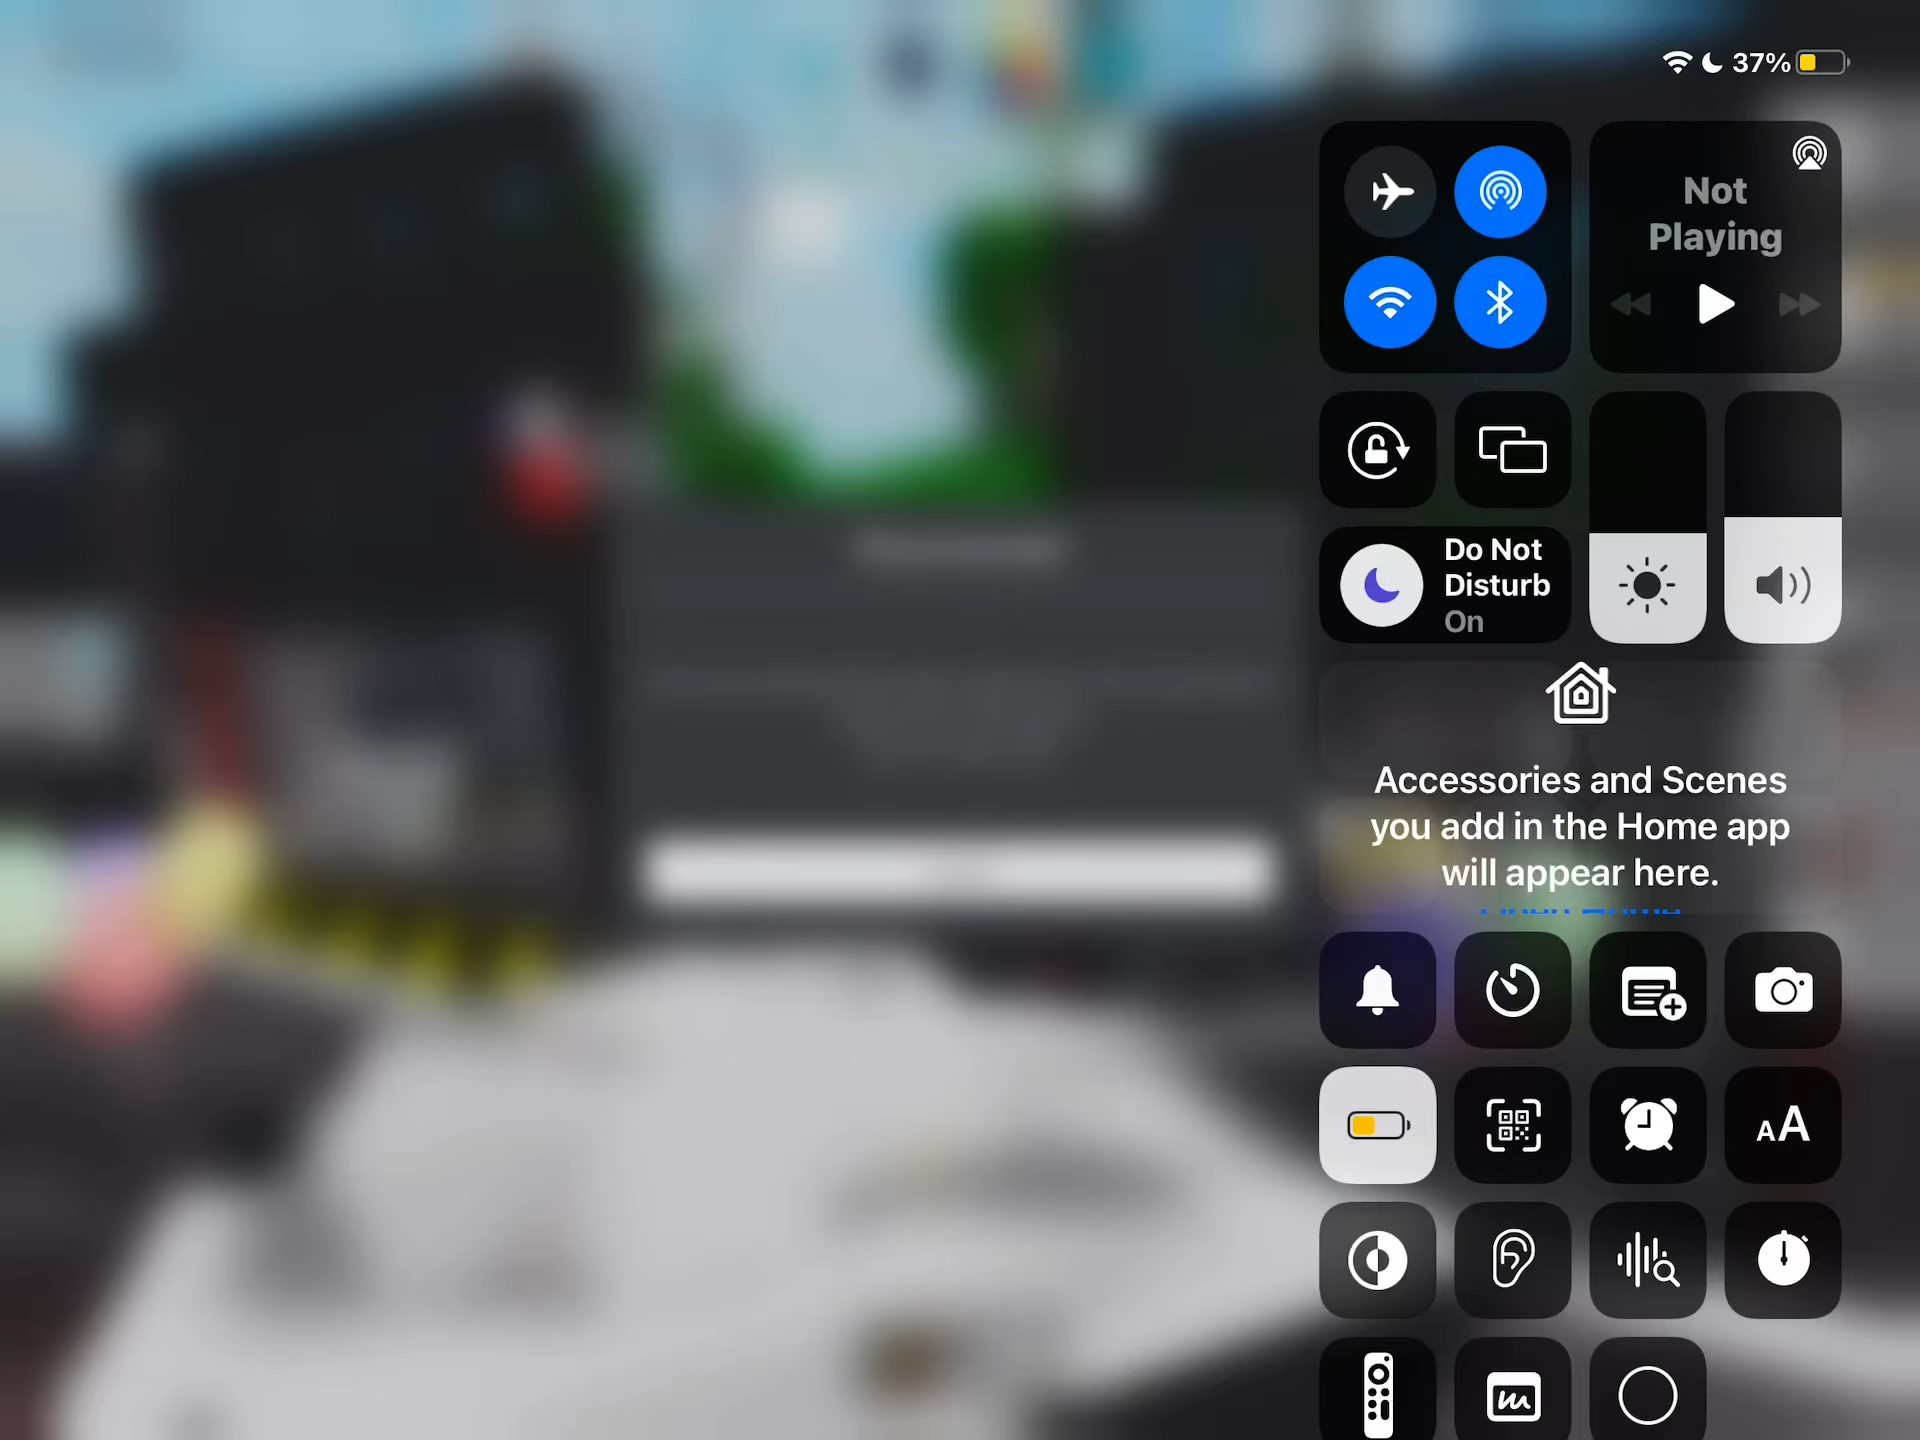 37%
Not
Playing
Do Not
Disturb
On
Accessories and Scenes
you add in the Home app
will appear here.
AA